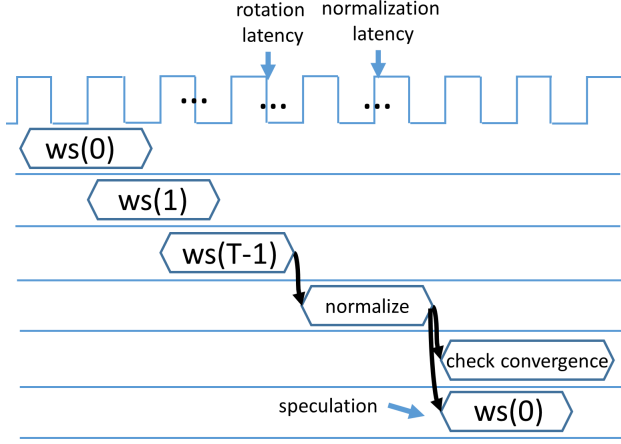 rotation
latency
normalization
latency
...
...
...
ws(0)
ws(1)
ws(T-1)
normalize
check convergence
speculation
ws(0)